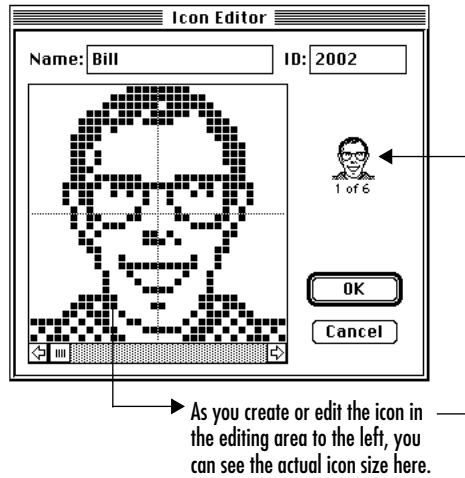 Icon Editor
Name: Bill ID: 2002
1 of 6
OK
Cancel
As you create or edit the icon in
the editing area to the left, you
can see the actual icon size here.